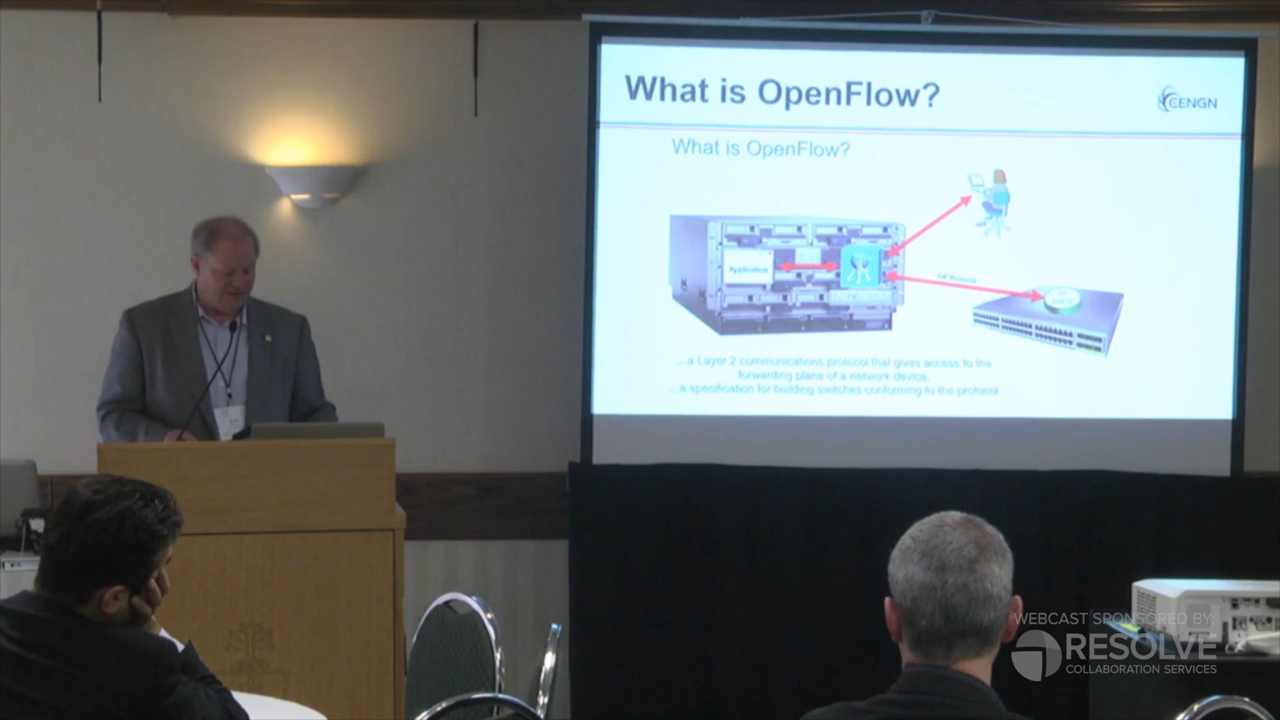 What is OpenFlow?
CENGN
What is OpenFlow?
Application
...a Layer 2 communications protocol that gives access to the
forwarding plane of a network device.
...a specification for building switches conforming to the protocol
WEBCAST SPONSORED BY:
RESOLVE
COLLABORATION SERVICES